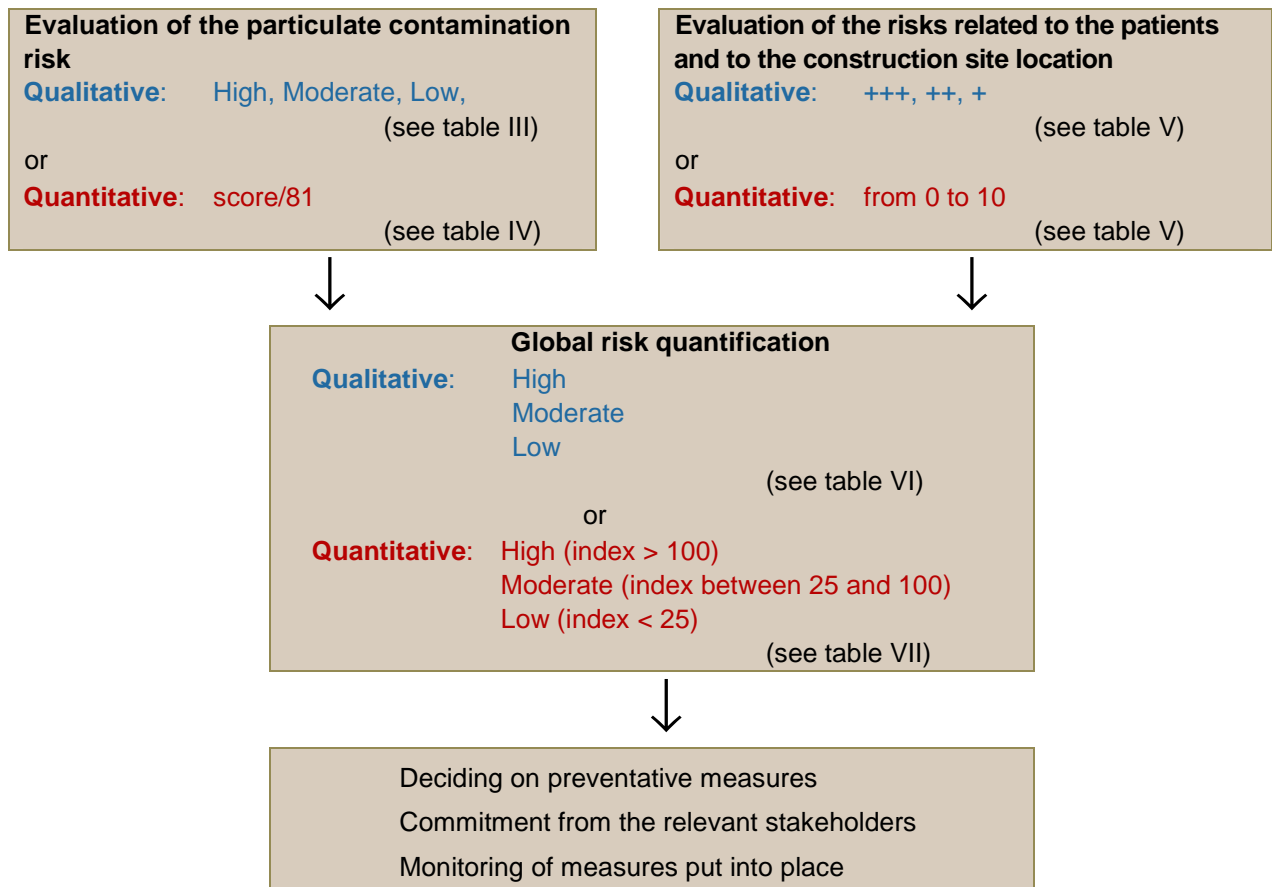 Evaluation of the particulate contamination
risk
Qualitative: High, Moderate, Low,
(see table III)
or
Quantitative: score/81
(see table IV)
Evaluation of the risks related to the patients
and to the construction site location
Qualitative: +++, ++, +
(see table V)
or
Quantitative: from 0 to 10
(see table V)
Global risk quantification
Qualitative: High
Moderate
Low
(see table VI)
or
Quantitative: High (index > 100)
Moderate (index between 25 and 100)
Low (index < 25)
(see table VII)
Deciding on preventative measures
Commitment from the relevant stakeholders
Monitoring of measures put into place